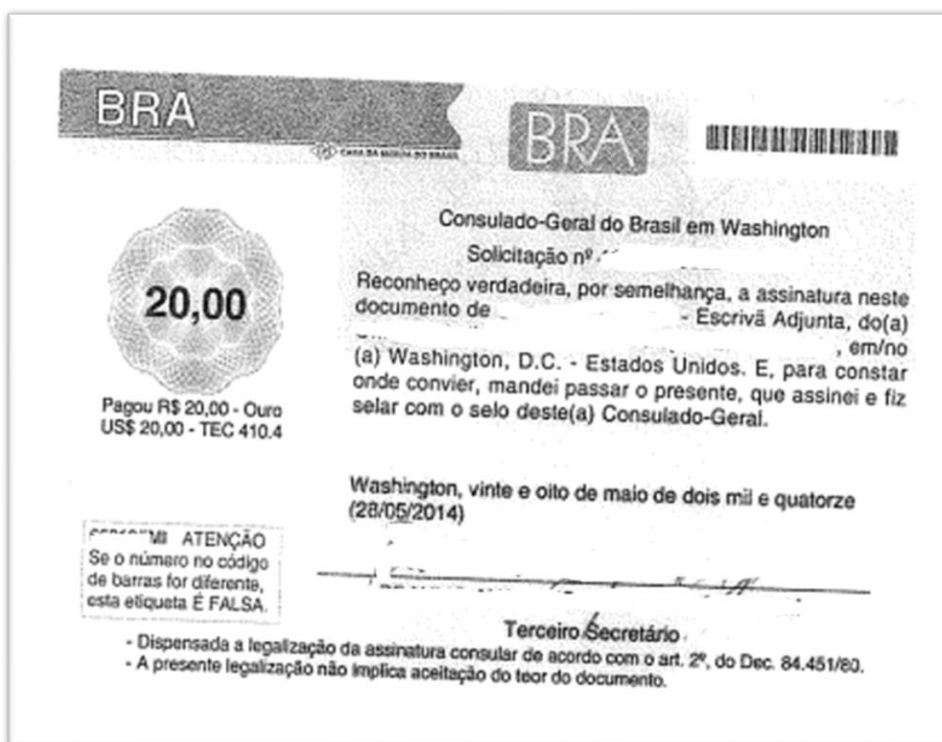 BRA
CASA DA MOEDA DO BRASIL
BRA
Consulado-Geral do Brasil em Washington
Solicitação nº
Reconheço verdadeira, por semelhança, a assinatura neste
documento de - Escrivã Adjunta, do(a)
, em/no
(a) Washington, D.C. - Estados Unidos. E, para constar
onde convier, mandei passar o presente, que assinei e fiz
selar com o selo deste(a) Consulado-Geral.
20,00
Pagou R$ 20,00 - Ouro
US$ 20,00 - TEC 410.4
Washington, vinte e oito de maio de dois mil e quatorze
(28/05/2014)
ATENÇÃO
Se o número no código
de barras for diferente,
esta etiqueta É FALSA.
Terceiro Secretário
- Dispensada a legalização da assinatura consular de acordo com o art. 2º, do Dec. 84.451/80.
- A presente legalização não implica aceitação do teor do documento.